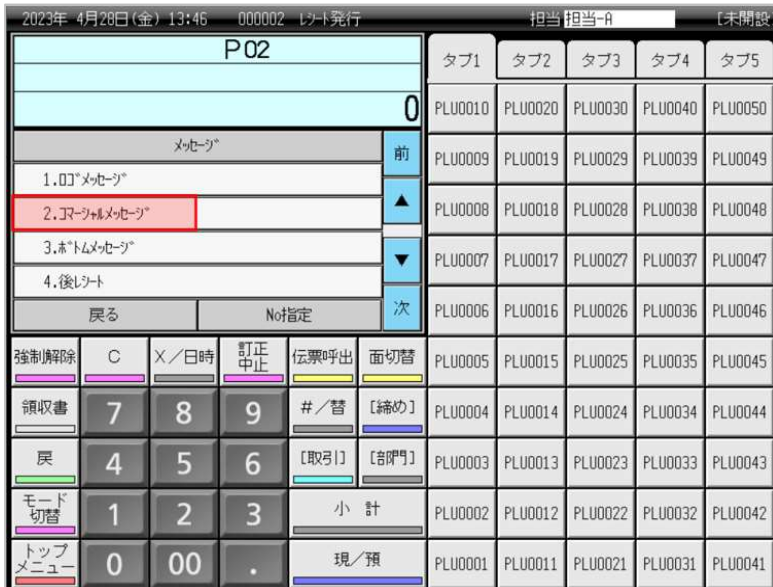 2023年 4月28日(金) 13:46 000002 レシート発行 担当 担当-A [未開設
P02
0
メッセージ
前
1.ロゴメッセージ
2.コマーシャルメッセージ
3.ボトムメッセージ
4.後レシート
▲
▼
戻る No指定 次
強制解除 C X／日時 訂正中止 伝票呼出 面切替
領収書 7 8 9 #／替 [締め]
戻 4 5 6 [取引] [部門]
モード切替 1 2 3 小 計
トップメニュー 0 00 . 現／預
タブ1 タブ2 タブ3 タブ4 タブ5
PLU0010 PLU0020 PLU0030 PLU0040 PLU0050
PLU0009 PLU0019 PLU0029 PLU0039 PLU0049
PLU0008 PLU0018 PLU0028 PLU0038 PLU0048
PLU0007 PLU0017 PLU0027 PLU0037 PLU0047
PLU0006 PLU0016 PLU0026 PLU0036 PLU0046
PLU0005 PLU0015 PLU0025 PLU0035 PLU0045
PLU0004 PLU0014 PLU0024 PLU0034 PLU0044
PLU0003 PLU0013 PLU0023 PLU0033 PLU0043
PLU0002 PLU0012 PLU0022 PLU0032 PLU0042
PLU0001 PLU0011 PLU0021 PLU0031 PLU0041